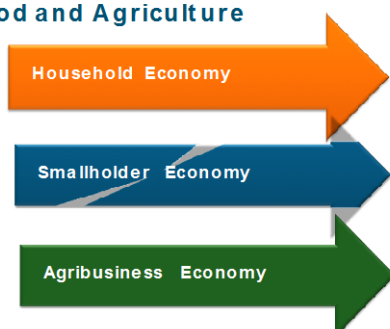 od and Agriculture
Household Economy
Smallholder Economy
Agribusiness Economy